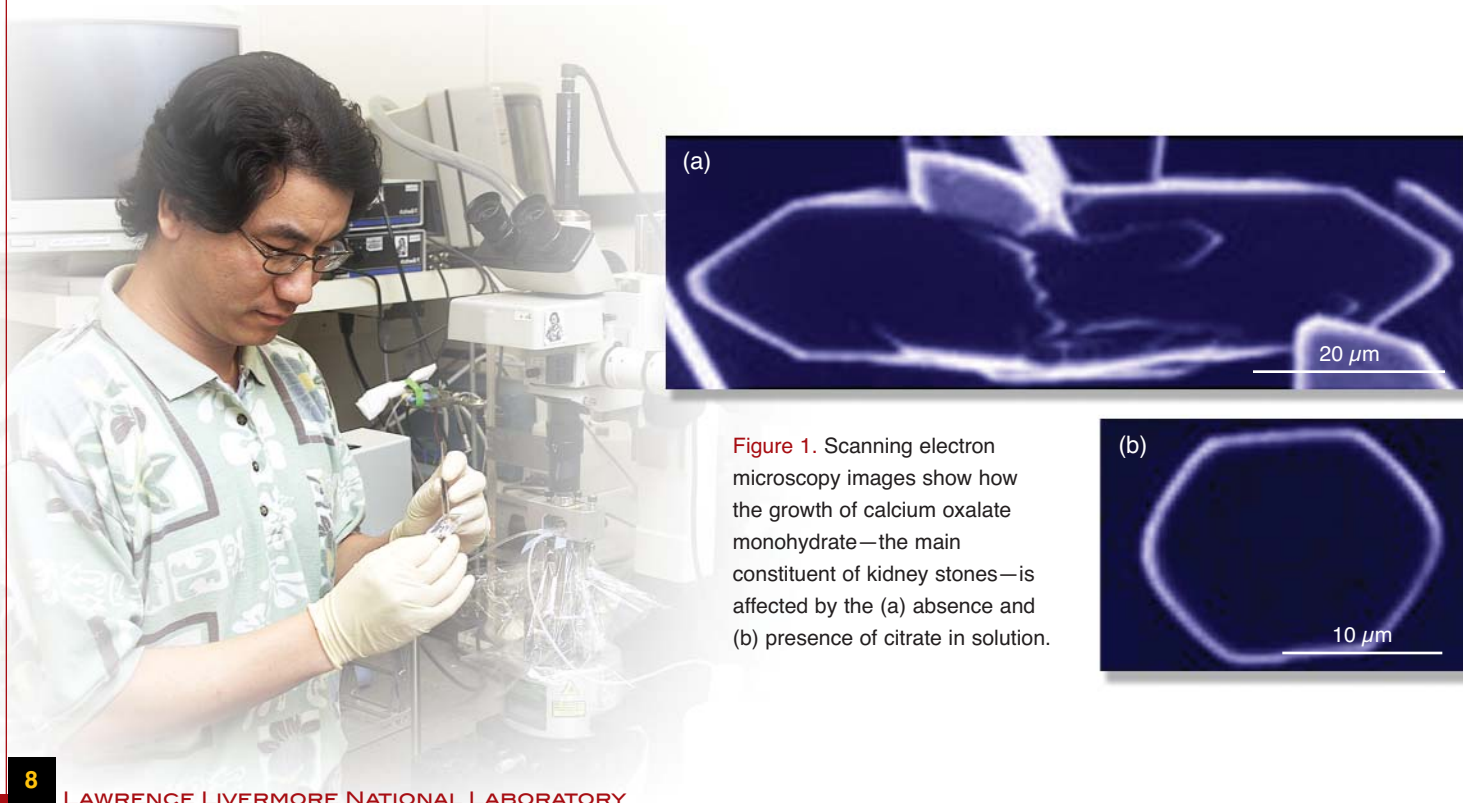 (a)
20 μm
Figure 1. Scanning electron
microscopy images show how
the growth of calcium oxalate
monohydrate—the main
constituent of kidney stones—is
affected by the (a) absence and
(b) presence of citrate in solution.
(b)
10 μm
8
LAWRENCE LIVERMORE NATIONAL LABORATORY